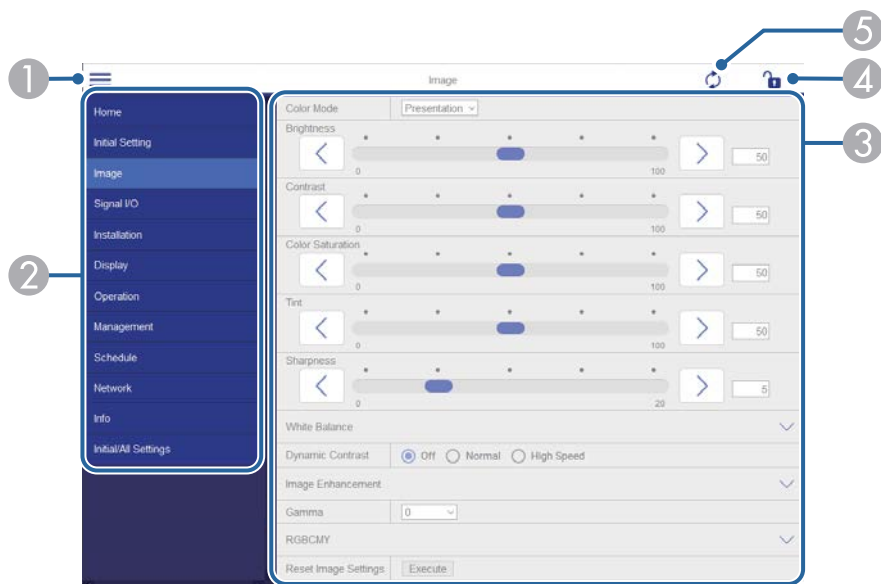 5
1
Image
4
Home
Initial Setting
Image
Signal I/O
Installation
Display
Operation
Management
Schedule
Network
Info
Initial/All Settings
2
3
Color Mode
Presentation
Brightness
0
100
50
Contrast
0
100
50
Color Saturation
0
100
50
Tint
0
100
50
Sharpness
0
20
5
White Balance
Dynamic Contrast
Off
Normal
High Speed
Image Enhancement
Gamma
0
RGBCMY
Reset Image Settings
Execute